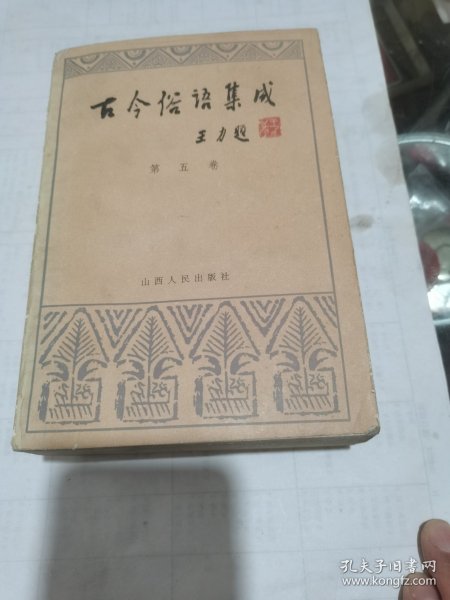 古今俗语集成
王力题
第五卷
山西人民出版社
孔夫子旧书网
www.kongfz.com